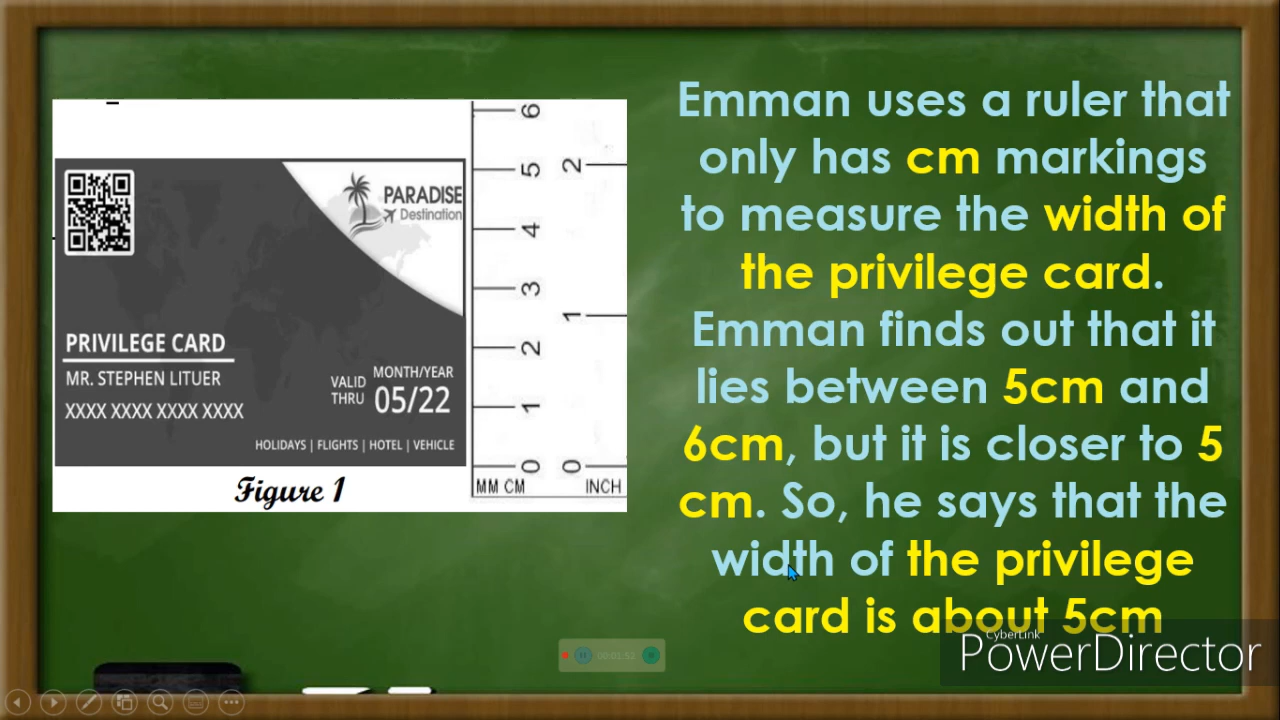 PARADISE
Destination
PRIVILEGE CARD
MR. STEPHEN LITUER
XXXX XXXX XXXX XXXX
VALID
THRU
MONTH/YEAR
05/22
HOLIDAYS | FLIGHTS | HOTEL | VEHICLE
6
5
4
3
2
1
0
2
1
0
MM CM
INCH
Figure 1
Emman uses a ruler that
only has cm markings
to measure the width of
the privilege card.
Emman finds out that it
lies between 5cm and
6cm, but it is closer to 5
cm. So, he says that the
width of the privilege
card is about 5cm
00:01:52
CyberLink
PowerDirector